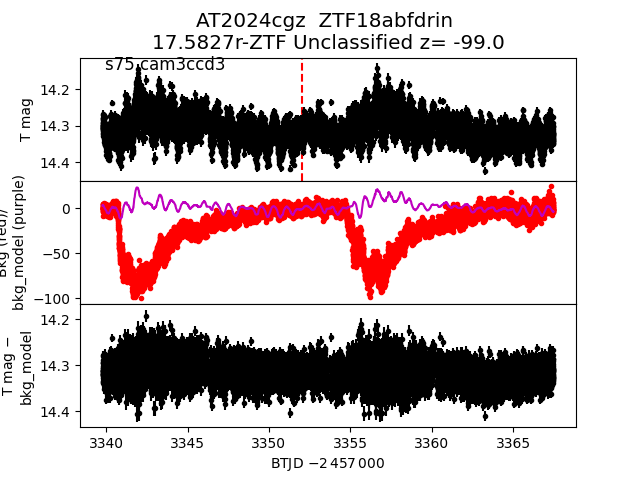 AT2024cgz  ZTF18abfdrin
17.5827r-ZTF Unclassified z= -99.0
s75 cam3ccd3
14.2
14.3
14.4
T mag
0
−50
−100
Bkg (red)/
bkg_model (purple)
14.2
14.3
14.4
T mag −
bkg_model
3340 3345 3350 3355 3360 3365
BTJD −2 457 000